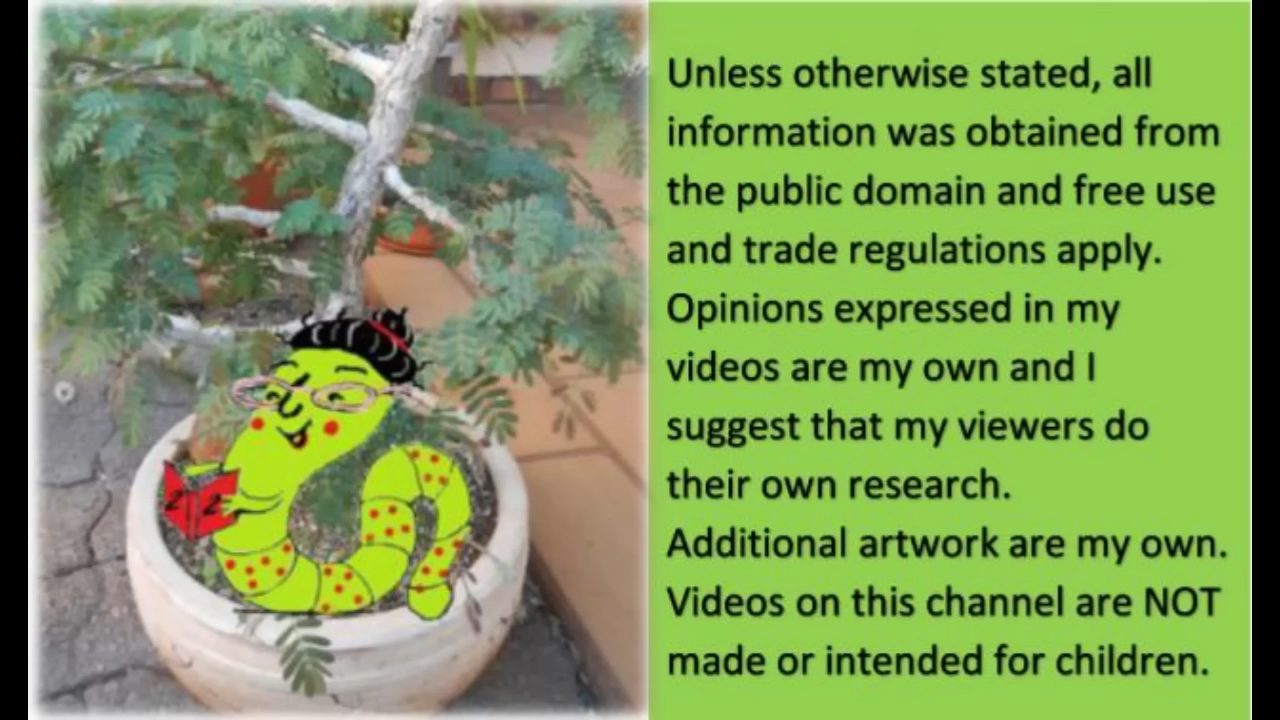 Unless otherwise stated, all
information was obtained from
the public domain and free use
and trade regulations apply.
Opinions expressed in my
videos are my own and I
suggest that my viewers do
their own research.
Additional artwork are my own.
Videos on this channel are NOT
made or intended for children.
2 2